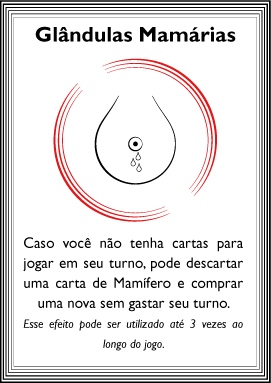 Glândulas Mamárias
Caso você não tenha cartas para
jogar em seu turno, pode descartar
uma carta de Mamífero e comprar
uma nova sem gastar seu turno.
Esse efeito pode ser utilizado até 3 vezes ao
longo do jogo.